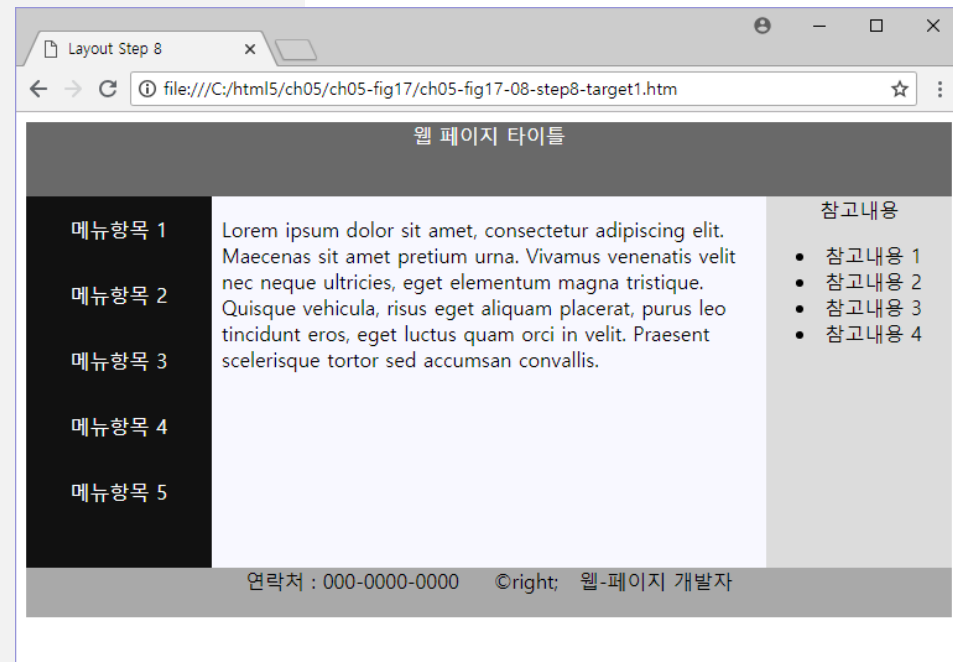 Layout Step 8
file:///C:/html5/ch05/ch05-fig17/ch05-fig17-08-step8-target1.htm
웹 페이지 타이틀
메뉴항목 1
메뉴항목 2
메뉴항목 3
메뉴항목 4
메뉴항목 5
Lorem ipsum dolor sit amet, consectetur adipiscing elit.
Maecenas sit amet pretium urna. Vivamus venenatis velit
nec neque ultricies, eget elementum magna tristique.
Quisque vehicula, risus eget aliquam placerat, purus leo
tincidunt eros, eget luctus quam orci in velit. Praesent
scelerisque tortor sed accumsan convallis.
참고내용
• 참고내용 1
• 참고내용 2
• 참고내용 3
• 참고내용 4
연락처 : 000-0000-0000 ©right; 웹-페이지 개발자